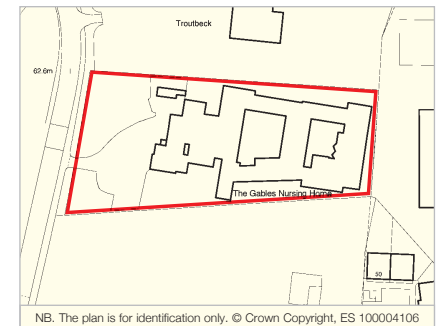 Troutbeck
62.6m
The Gables Nursing Home
50
NB. The plan is for identification only. © Crown Copyright, ES 100004106